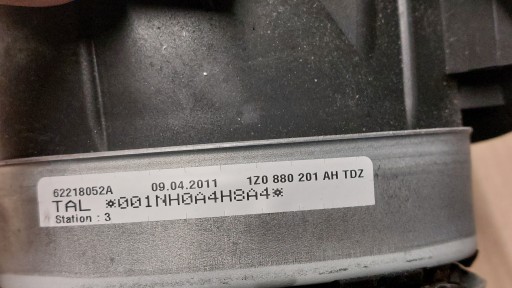 62218052A 09.04.2011 1Z0 880 201 AH TDZ
TAL *001NH0A4H8A4*
Station : 3